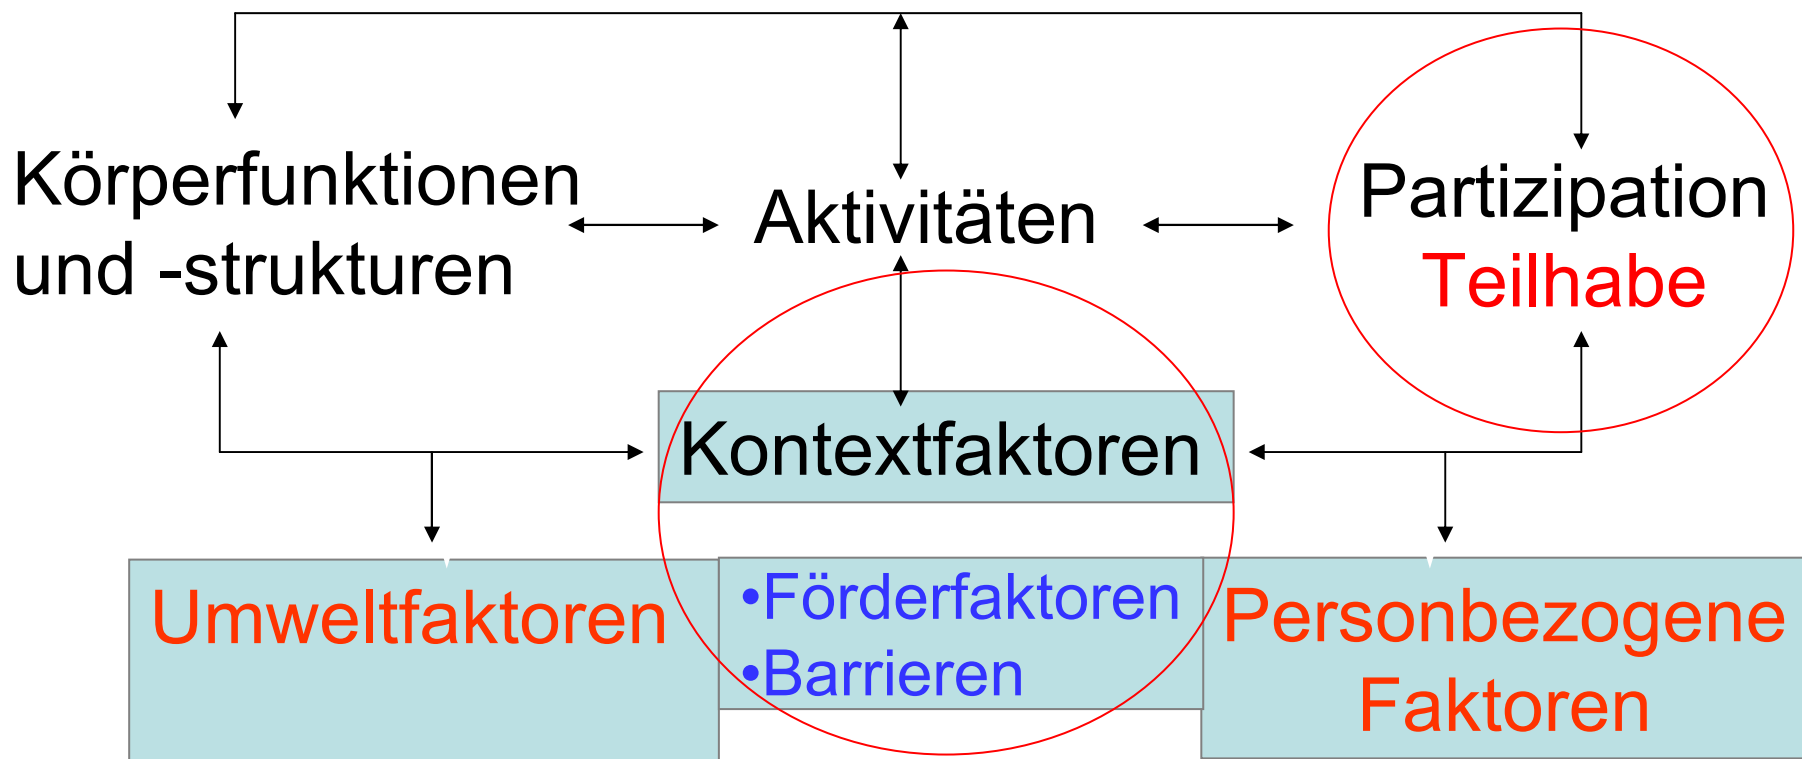 Körperfunktionen
und -strukturen
Aktivitäten
Partizipation
Teilhabe
Kontextfaktoren
Umweltfaktoren
•Förderfaktoren
•Barrieren
Personbezogene
Faktoren